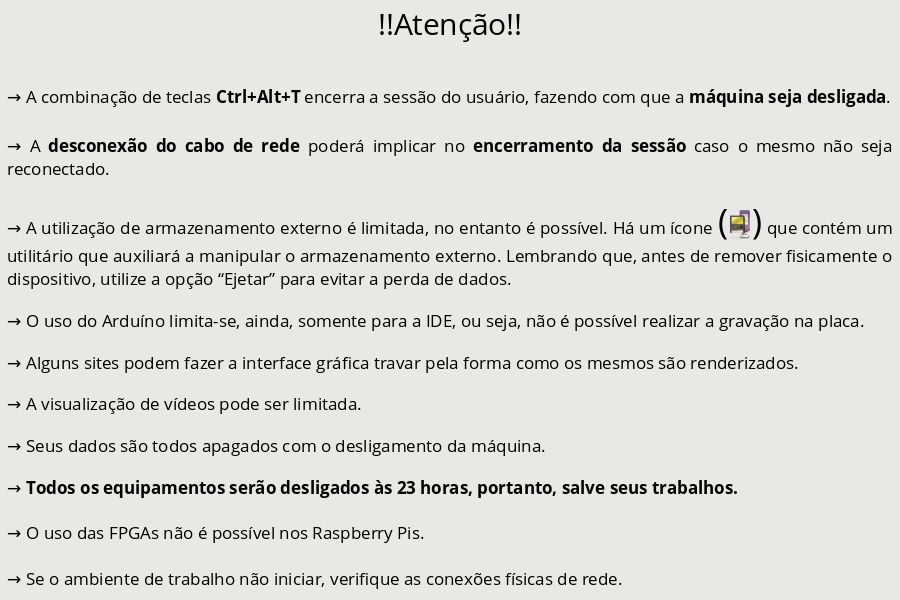 !!Atenção!!
→ A combinação de teclas Ctrl+Alt+T encerra a sessão do usuário, fazendo com que a máquina seja desligada.
→ A desconexão do cabo de rede poderá implicar no encerramento da sessão caso o mesmo não seja
reconectado.
→ A utilização de armazenamento externo é limitada, no entanto é possível. Há um ícone ( ) que contém um
utilitário que auxiliará a manipular o armazenamento externo. Lembrando que, antes de remover fisicamente o
dispositivo, utilize a opção “Ejetar” para evitar a perda de dados.
→ O uso do Arduíno limita-se, ainda, somente para a IDE, ou seja, não é possível realizar a gravação na placa.
→ Alguns sites podem fazer a interface gráfica travar pela forma como os mesmos são renderizados.
→ A visualização de vídeos pode ser limitada.
→ Seus dados são todos apagados com o desligamento da máquina.
→ Todos os equipamentos serão desligados às 23 horas, portanto, salve seus trabalhos.
→ O uso das FPGAs não é possível nos Raspberry Pis.
→ Se o ambiente de trabalho não iniciar, verifique as conexões físicas de rede.